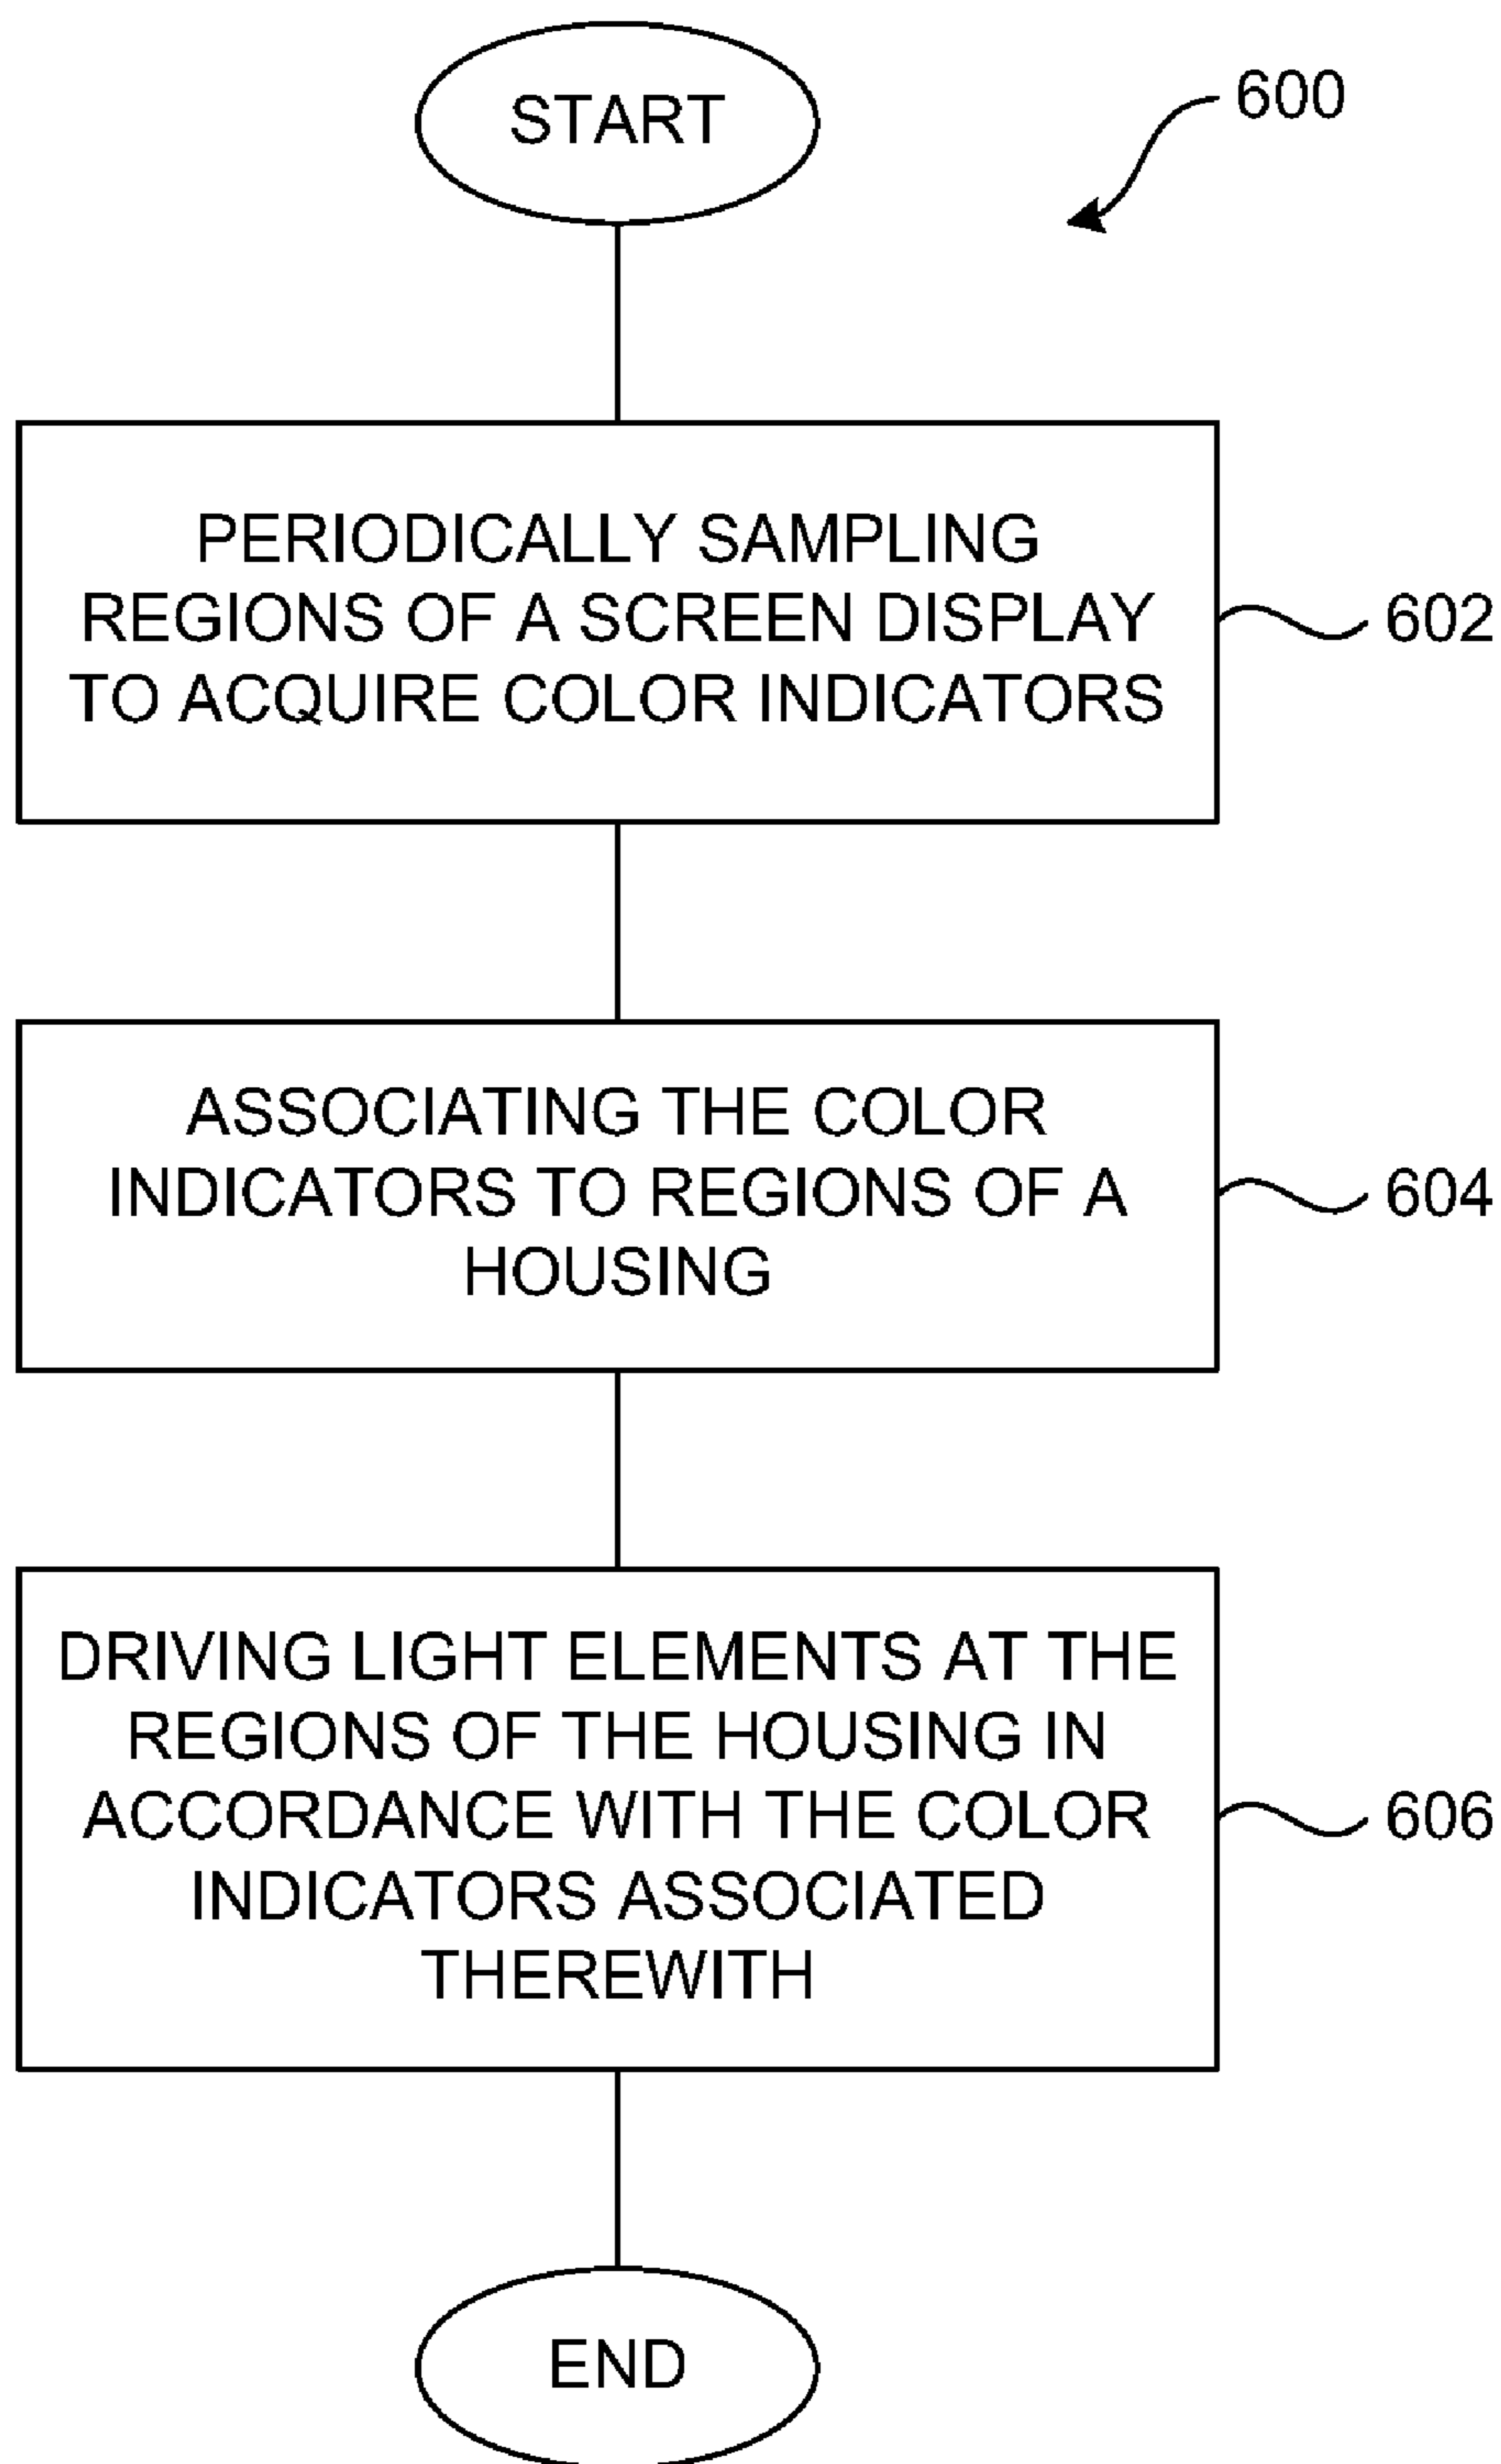 START
600
PERIODICALLY SAMPLING
REGIONS OF A SCREEN DISPLAY
TO ACQUIRE COLOR INDICATORS
602
ASSOCIATING THE COLOR
INDICATORS TO REGIONS OF A
HOUSING
604
DRIVING LIGHT ELEMENTS AT THE
REGIONS OF THE HOUSING IN
ACCORDANCE WITH THE COLOR
INDICATORS ASSOCIATED
THEREWITH
606
END